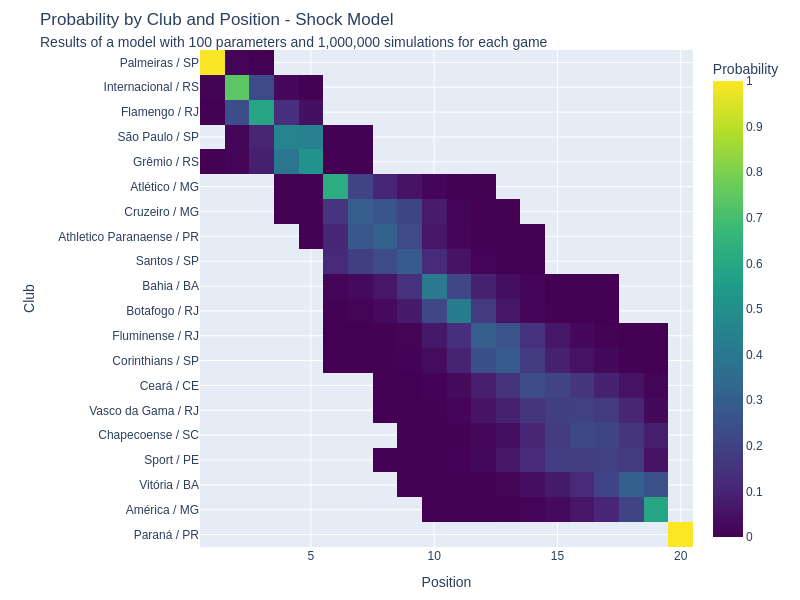 Probability by Club and Position - Shock Model
Results of a model with 100 parameters and 1,000,000 simulations for each game
Probability
Club
Palmeiras / SP
Internacional / RS
Flamengo / RJ
São Paulo / SP
Grêmio / RS
Atlético / MG
Cruzeiro / MG
Athletico Paranaense / PR
Santos / SP
Bahia / BA
Botafogo / RJ
Fluminense / RJ
Corinthians / SP
Ceará / CE
Vasco da Gama / RJ
Chapecoense / SC
Sport / PE
Vitória / BA
América / MG
Paraná / PR
1
0.9
0.8
0.7
0.6
0.5
0.4
0.3
0.2
0.1
0
5 10 15 20
Position